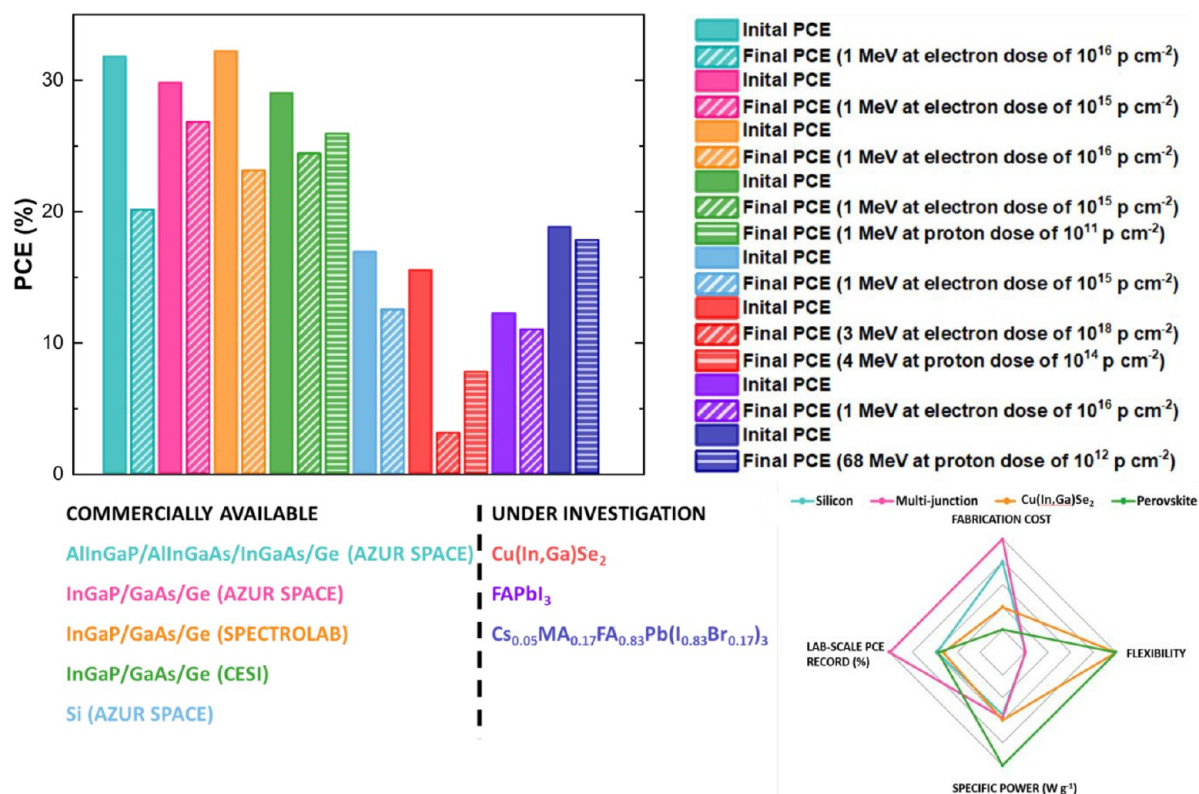 30
20
10
0
PCE (%)
Inital PCE
Final PCE (1 MeV at electron dose of 10¹⁶ p cm⁻²)
Inital PCE
Final PCE (1 MeV at electron dose of 10¹⁵ p cm⁻²)
Inital PCE
Final PCE (1 MeV at electron dose of 10¹⁶ p cm⁻²)
Inital PCE
Final PCE (1 MeV at electron dose of 10¹⁵ p cm⁻²)
Final PCE (1 MeV at proton dose of 10¹¹ p cm⁻²)
Inital PCE
Final PCE (1 MeV at electron dose of 10¹⁵ p cm⁻²)
Inital PCE
Final PCE (3 MeV at electron dose of 10¹⁸ p cm⁻²)
Final PCE (4 MeV at proton dose of 10¹⁴ p cm⁻²)
Inital PCE
Final PCE (1 MeV at electron dose of 10¹⁶ p cm⁻²)
Inital PCE
Final PCE (68 MeV at proton dose of 10¹² p cm⁻²)
COMMERCIALLY AVAILABLE
AlInGaP/AlInGaAs/InGaAs/Ge (AZUR SPACE)
InGaP/GaAs/Ge (AZUR SPACE)
InGaP/GaAs/Ge (SPECTROLAB)
InGaP/GaAs/Ge (CESI)
Si (AZUR SPACE)
UNDER INVESTIGATION
Cu(In,Ga)Se₂
FAPbI₃
Cs₀.₀₅MA₀.₁₇FA₀.₈₃Pb(I₀.₈₃Br₀.₁₇)₃
Silicon Multi-junction Cu(In,Ga)Se₂ Perovskite
FABRICATION COST
LAB-SCALE PCE
RECORD (%)
FLEXIBILITY
SPECIFIC POWER (W g⁻¹)